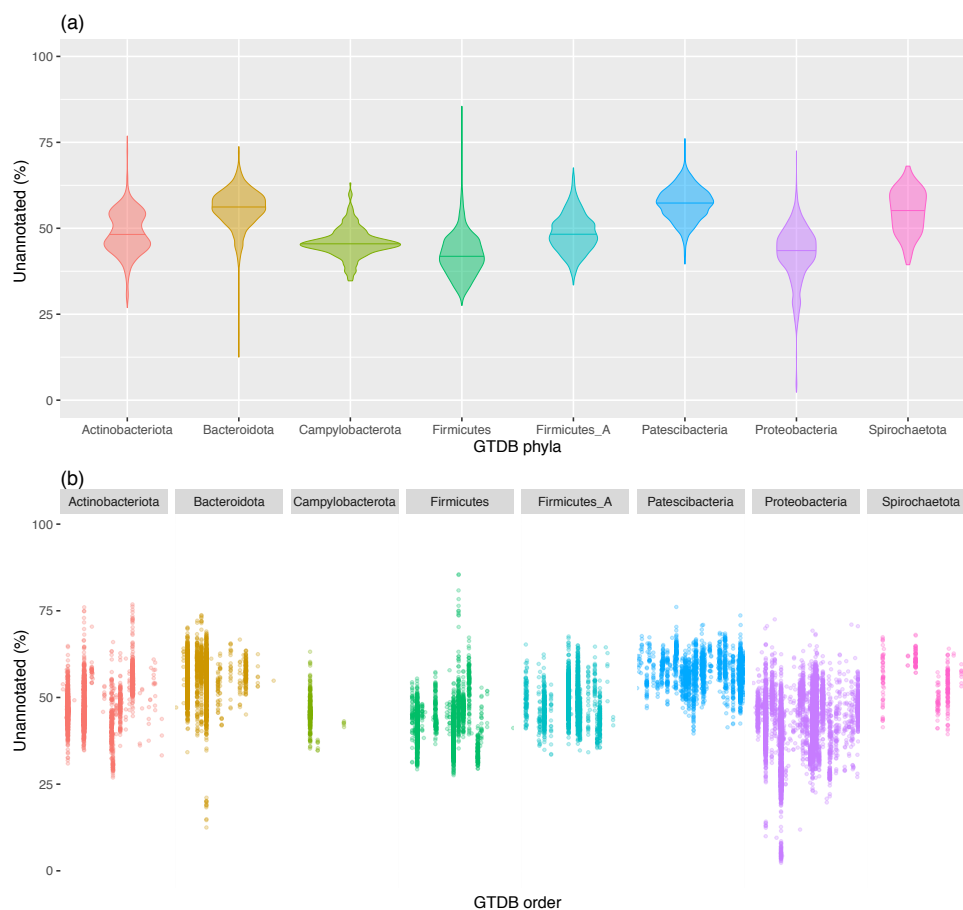 (a)
100
75
50
25
0
Unannotated (%)
Actinobacteriota Bacteroidota Campylobacterota Firmicutes Firmicutes_A Patescibacteria Proteobacteria Spirochaetota
GTDB phyla
(b)
Actinobacteriota Bacteroidota Campylobacterota Firmicutes Firmicutes_A Patescibacteria Proteobacteria Spirochaetota
100
75
50
25
0
Unannotated (%)
GTDB order